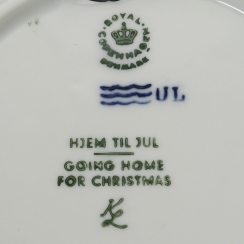 ROYAL
COPENHAGEN
DENMARK
UL
HJEM TIL JUL
GOING HOME
FOR CHRISTMAS